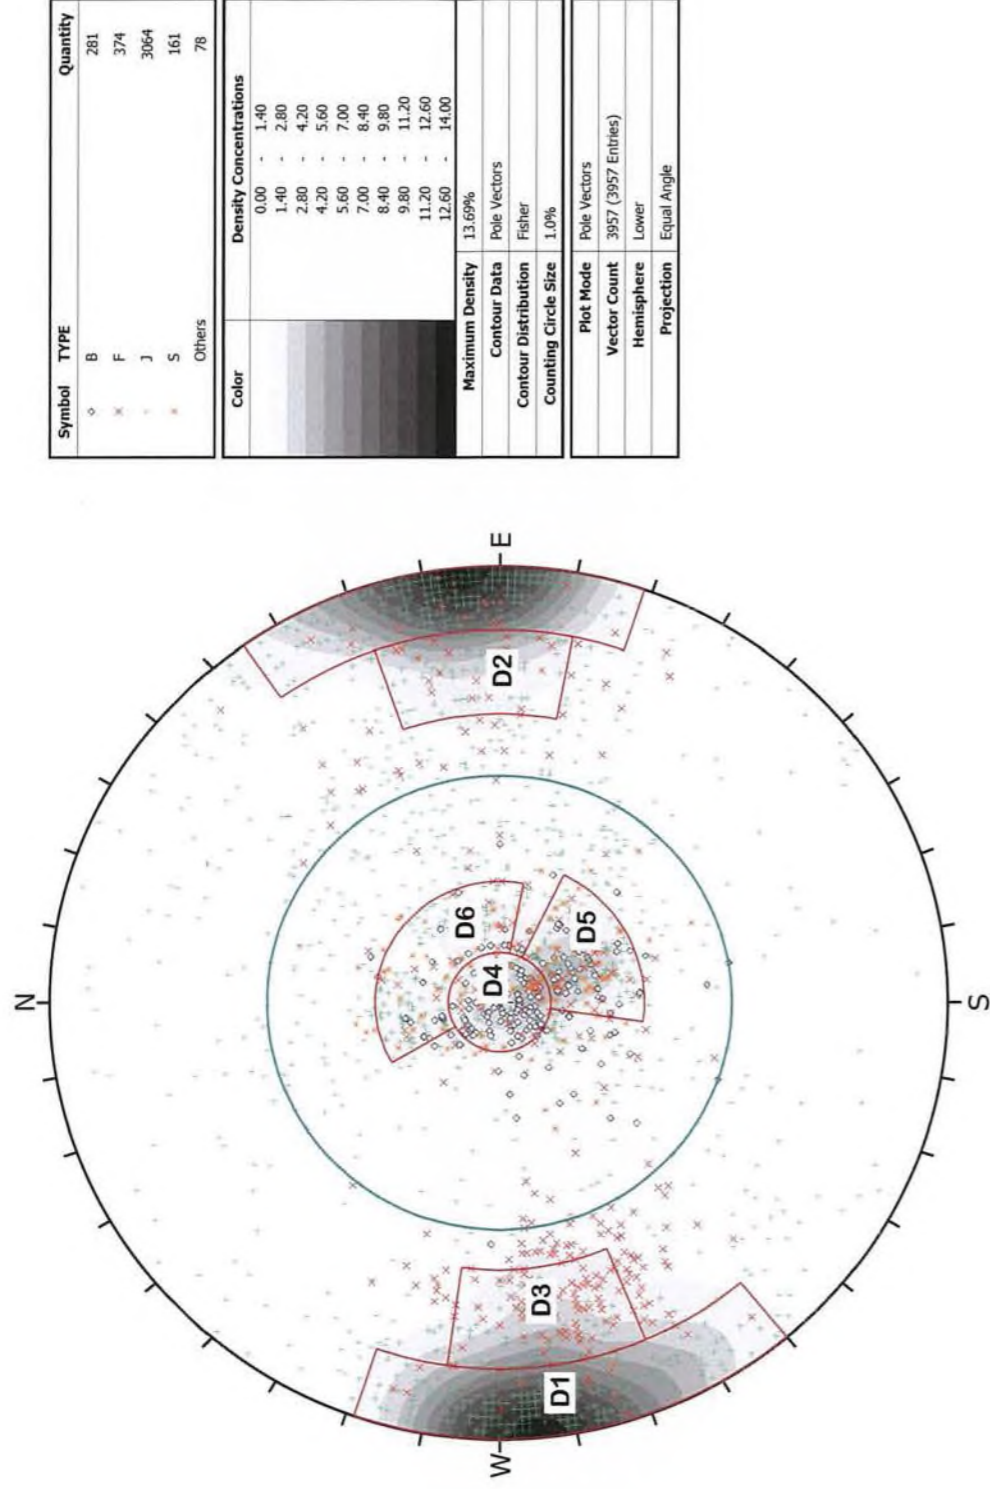 Symbol TYPE Quantity
B 281
F 374
J 3064
S 161
Others 78
Color Density Concentrations
0.00 - 1.40
1.40 - 2.80
2.80 - 4.20
4.20 - 5.60
5.60 - 7.00
7.00 - 8.40
8.40 - 9.80
9.80 - 11.20
11.20 - 12.60
12.60 - 14.00
Maximum Density 13.69%
Contour Data Pole Vectors
Contour Distribution Fisher
Counting Circle Size 1.0%
Plot Mode Pole Vectors
Vector Count 3957 (3957 Entries)
Hemisphere Lower
Projection Equal Angle
N
E
S
W
D1
D2
D3
D4
D5
D6